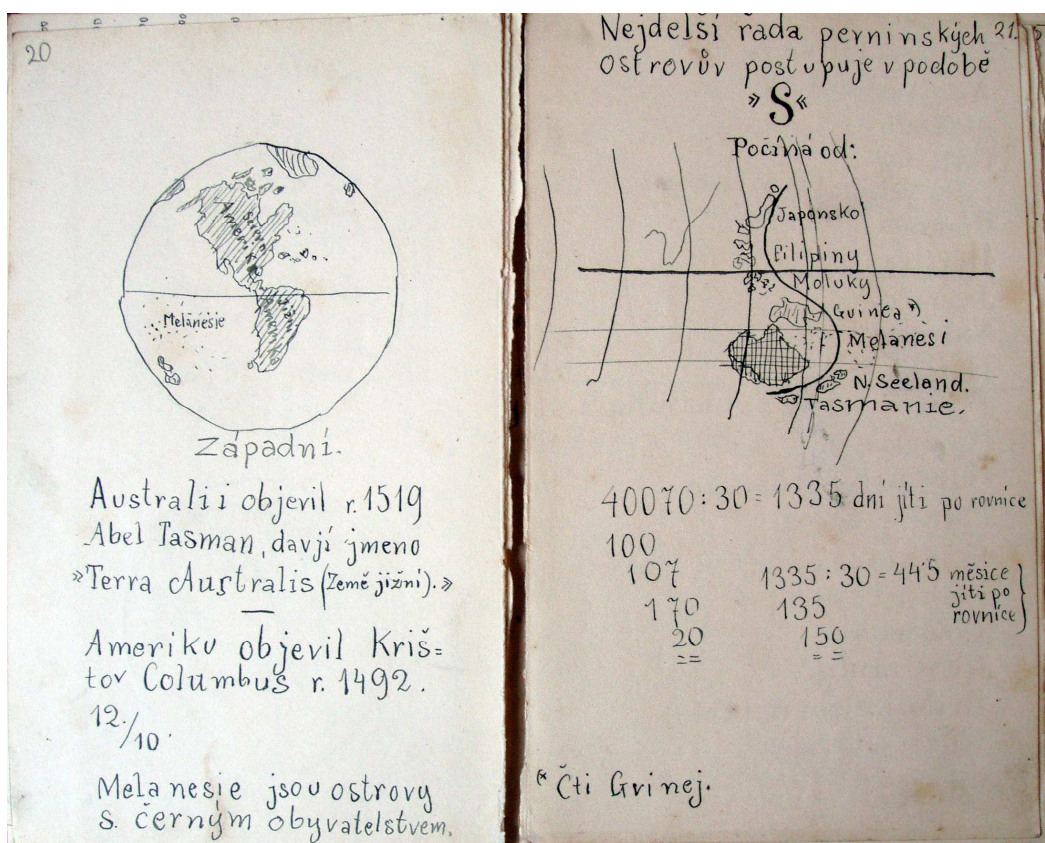 20
Severní
Amerika
Jižní
Melanesie
Západní.
Australii objevil r. 1519
Abel Tasman, davjí jmeno
»Terra Australis (Země jižní).»
Ameriku objevil Kriš=
tov Columbus r. 1492.
12./10.
Melanesie jsou ostrovy
s. černým obyvatelstvem.
21.
Nejdelší řada perninských
ostrovův postupuje v podobě
»S«
Počíná od:
Japonsko
Filipiny
Moluky
Guinea *)
Melanesi
N. Seeland.
Tasmanie.
40070 : 30 = 1335 dní jíti po rovnice
100
107
170
20
1335 : 30 = 44·5 měsice
jíti po
rovnice
135
150
(* Čti Gvinej.